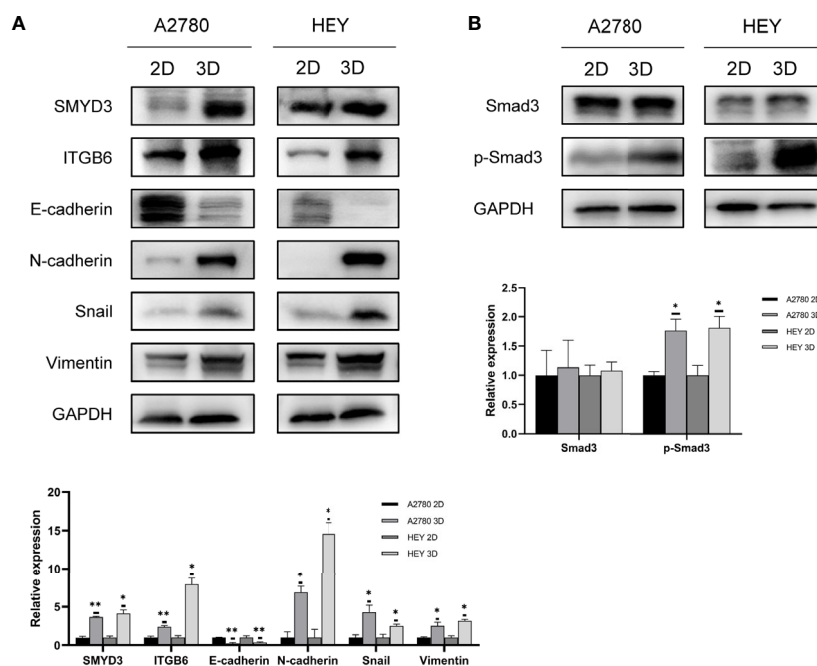 A
A2780 HEY
2D 3D 2D 3D
SMYD3
ITGB6
E-cadherin
N-cadherin
Snail
Vimentin
GAPDH
20
15
10
5
0
Relative expression
A2780 2D
A2780 3D
HEY 2D
HEY 3D
** * ** * ** ** * * * * * *
SMYD3 ITGB6 E-cadherin N-cadherin Snail Vimentin
B
A2780 HEY
2D 3D 2D 3D
Smad3
p-Smad3
GAPDH
2.5
2.0
1.5
1.0
0.5
0.0
Relative expression
A2780 2D
A2780 3D
HEY 2D
HEY 3D
* *
Smad3 p-Smad3